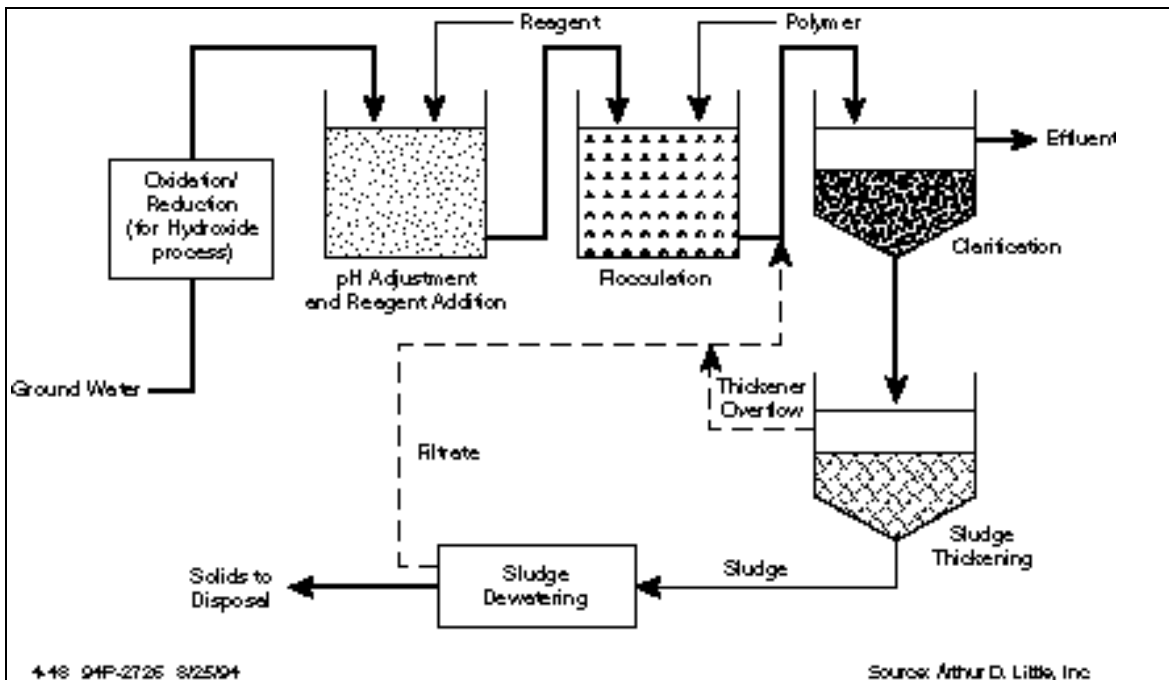 Reagent
Polymer
Oxidation/
Reduction
(for Hydroxide
process)
Effluent
Clarification
pH Adjustment
and Reagent Addition
Flocculation
Ground Water
Thickener
Overflow
Filtrate
Sludge
Thickening
Solids to
Disposal
Sludge
Dewatering
Sludge
4-48 94P-2726 8/25/94
Source: Arthur D. Little, Inc